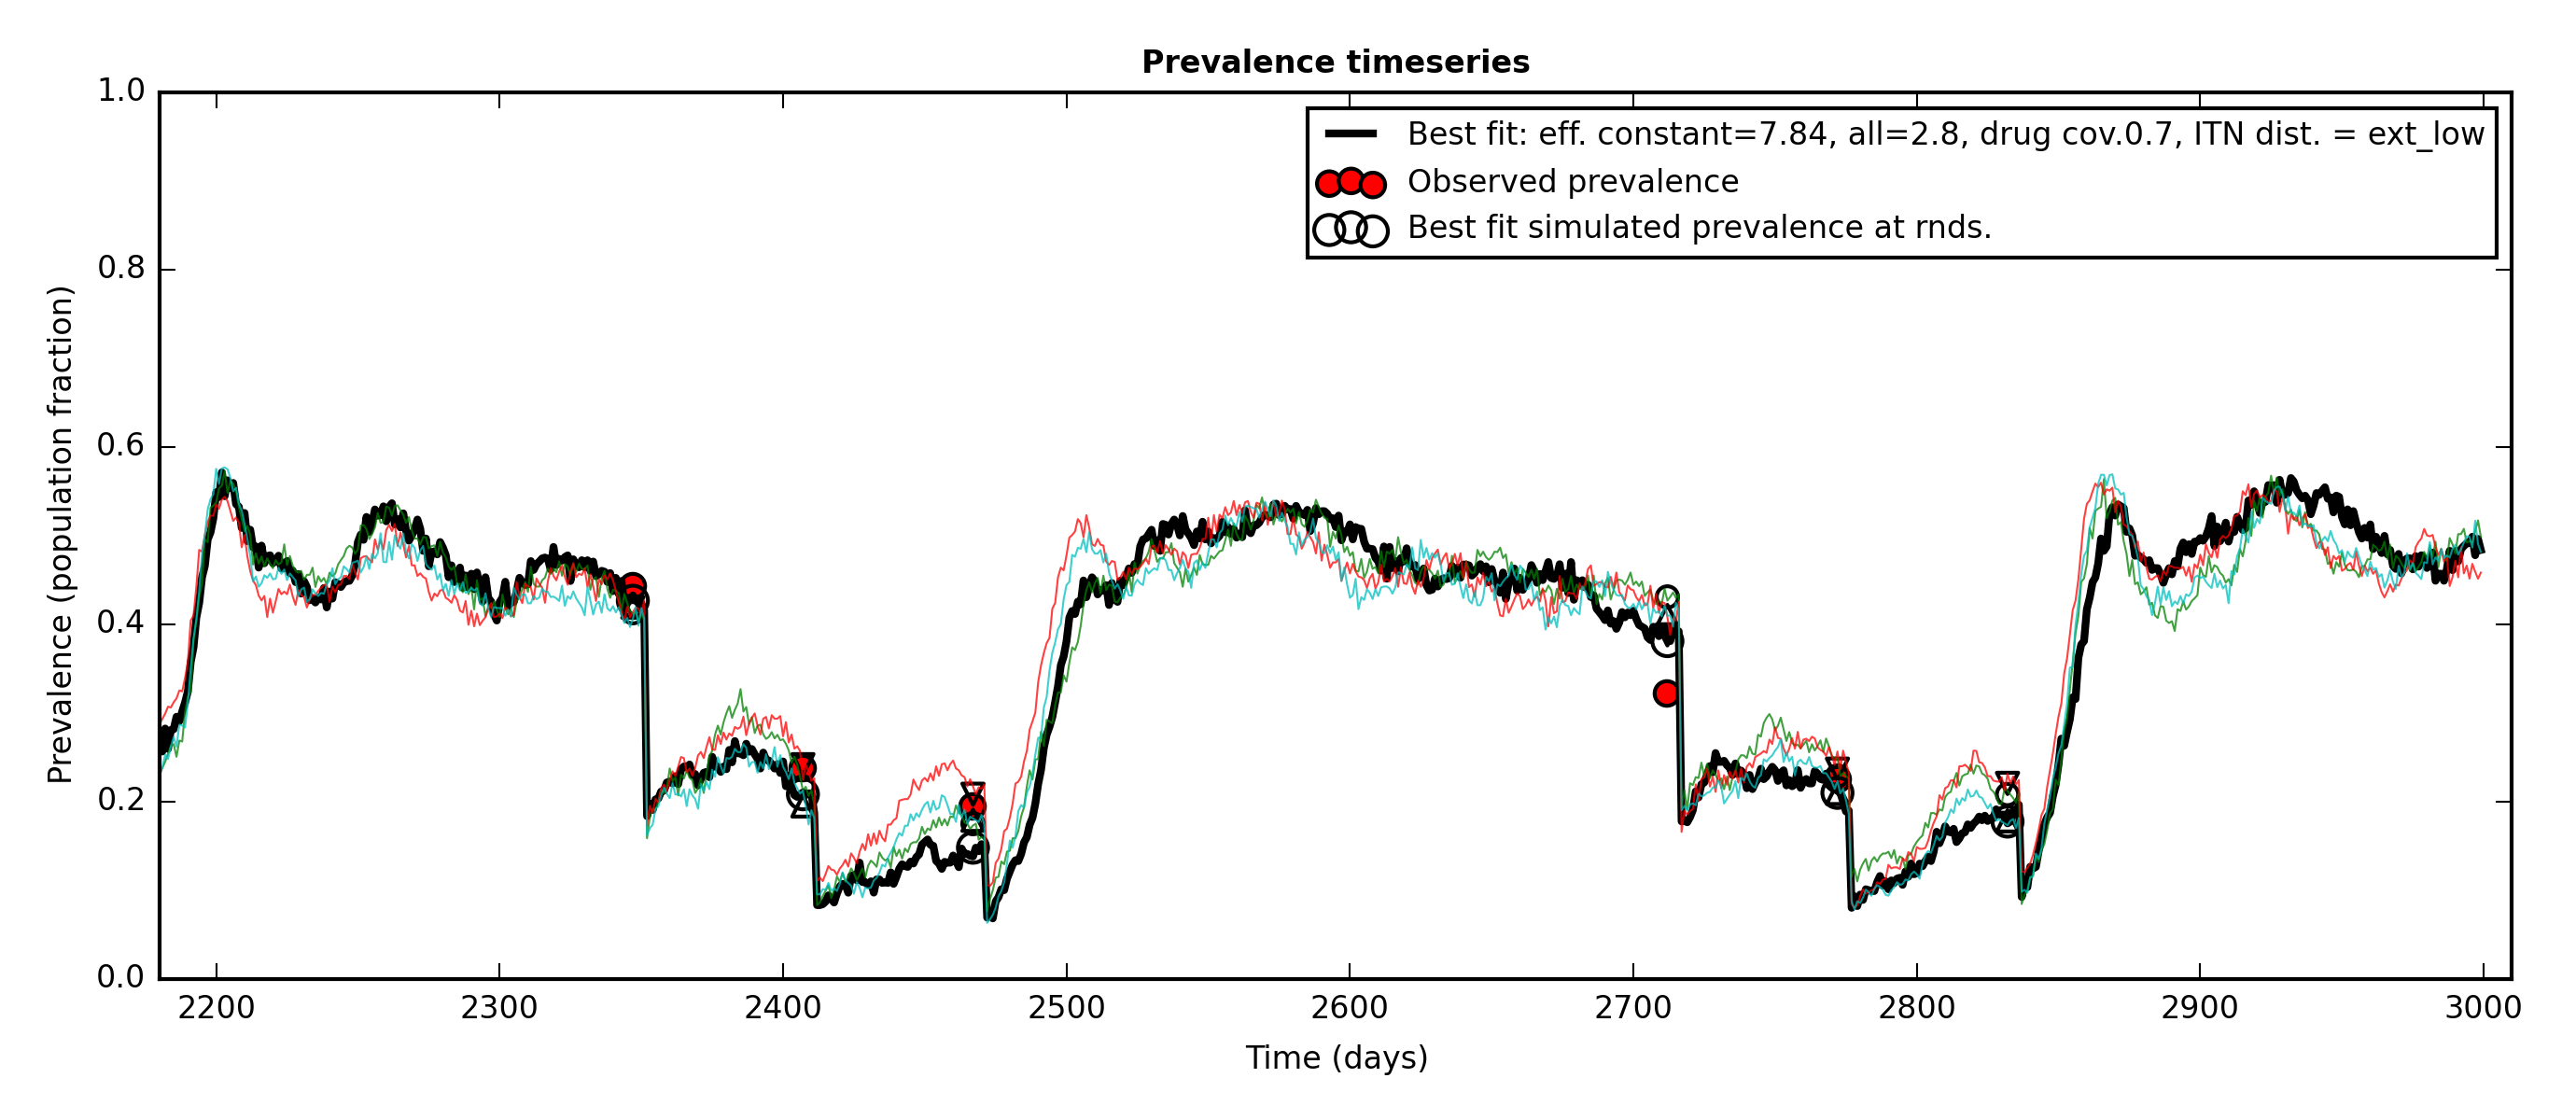 Prevalence timeseries
Best fit: eff. constant=7.84, all=2.8, drug cov.0.7, ITN dist. = ext_low
Observed prevalence
Best fit simulated prevalence at rnds.
Prevalence (population fraction)
1.0
0.8
0.6
0.4
0.2
0.0
2200 2300 2400 2500 2600 2700 2800 2900 3000
Time (days)